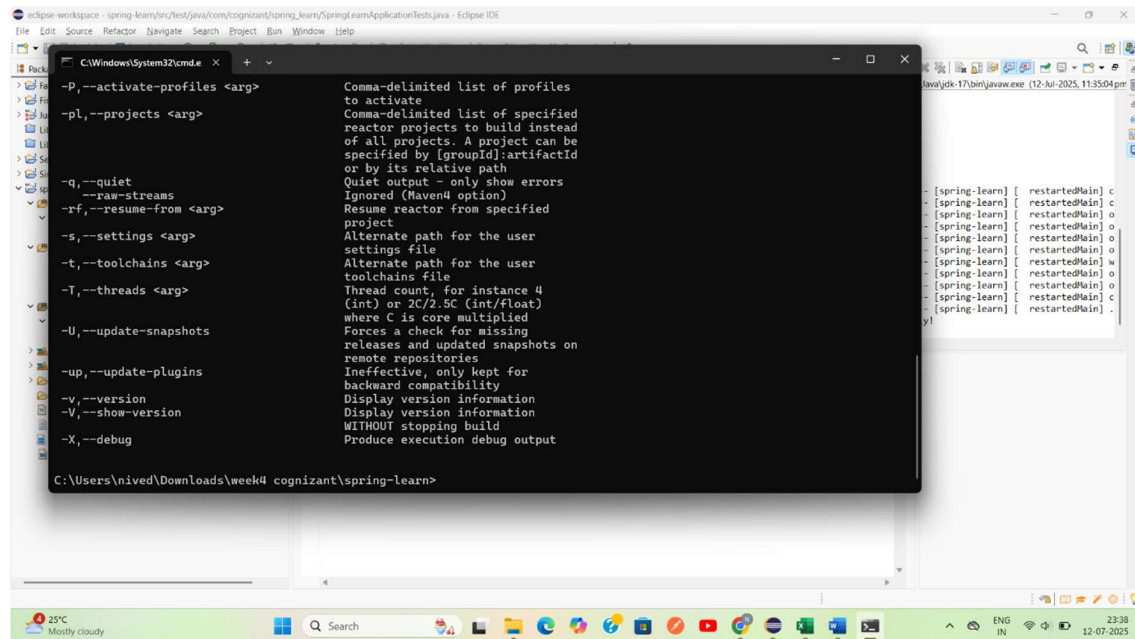 eclipse-workspace - spring-learn/src/test/java/com/cognizant/spring_learn/SpringLearnApplicationTests.java - Eclipse IDE
File Edit Source Refactor Navigate Search Project Run Window Help
C:\Windows\System32\cmd.e
Java\jdk-17\bin\javaw.exe (12-Jul-2025, 11:35:04 pm
-P,--activate-profiles <arg> Comma-delimited list of profiles
to activate
-pl,--projects <arg> Comma-delimited list of specified
reactor projects to build instead
of all projects. A project can be
specified by [groupId]:artifactId
or by its relative path
-q,--quiet Quiet output - only show errors
--raw-streams Ignored (Maven4 option)
-rf,--resume-from <arg> Resume reactor from specified
project
-s,--settings <arg> Alternate path for the user
settings file
-t,--toolchains <arg> Alternate path for the user
toolchains file
-T,--threads <arg> Thread count, for instance 4
(int) or 2C/2.5C (int/float)
where C is core multiplied
-U,--update-snapshots Forces a check for missing
releases and updated snapshots on
remote repositories
-up,--update-plugins Ineffective, only kept for
backward compatibility
-v,--version Display version information
-V,--show-version Display version information
WITHOUT stopping build
-X,--debug Produce execution debug output
C:\Users\nived\Downloads\week4 cognizant\spring-learn>
- [spring-learn] [ restartedMain] c
- [spring-learn] [ restartedMain] c
- [spring-learn] [ restartedMain] o
- [spring-learn] [ restartedMain] o
- [spring-learn] [ restartedMain] o
- [spring-learn] [ restartedMain] o
- [spring-learn] [ restartedMain] w
- [spring-learn] [ restartedMain] o
- [spring-learn] [ restartedMain] o
- [spring-learn] [ restartedMain] c
- [spring-learn] [ restartedMain] .
y!
4
25°C
Mostly cloudy
Search
ENG
IN
23:38
12-07-2025